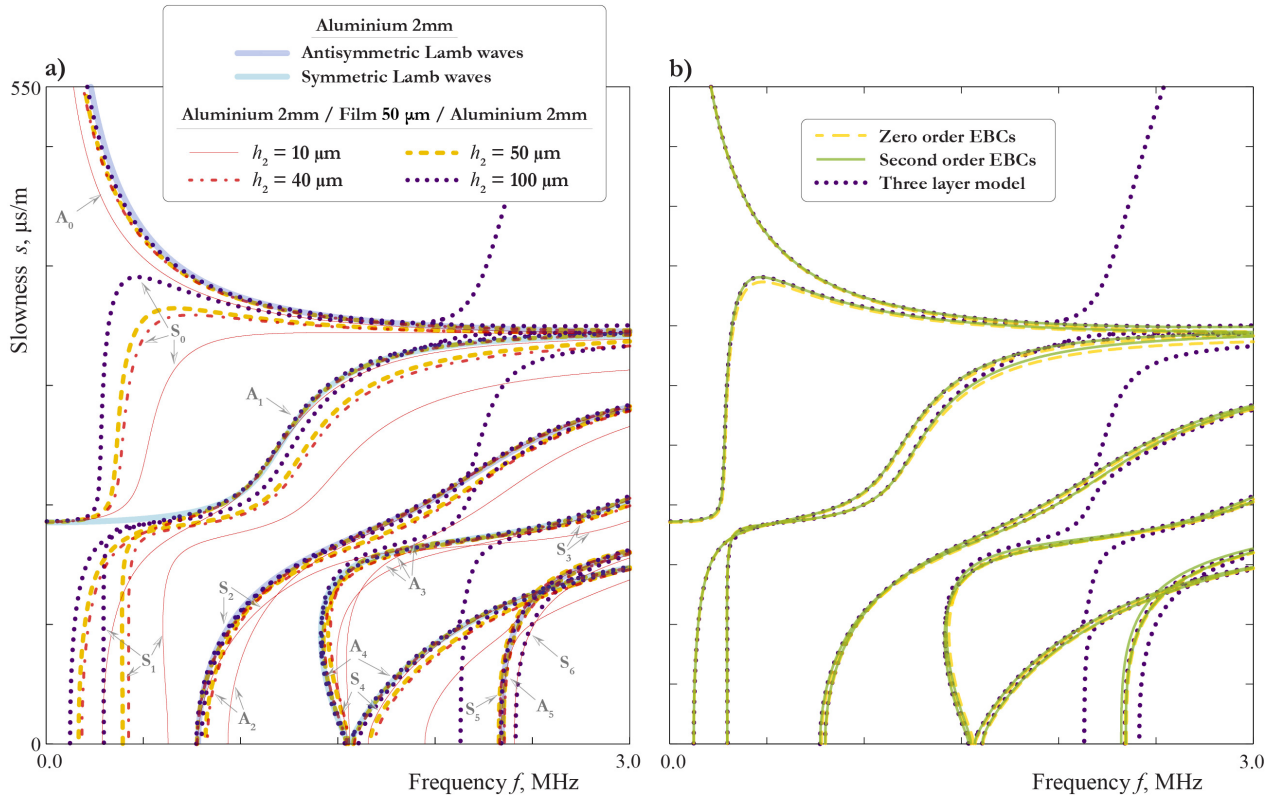 Aluminium 2mm
Antisymmetric Lamb waves
Symmetric Lamb waves
Aluminium 2mm / Film 50 µm / Aluminium 2mm
h₂ = 10 µm
h₂ = 50 µm
h₂ = 40 µm
h₂ = 100 µm
a)
550
Slowness s, µs/m
0
0.0
3.0
Frequency f, MHz
A₀
S₀
A₁
S₁
S₂
A₂
A₃
S₃
A₄
S₄
S₅
A₅
S₆
b)
Zero order EBCs
Second order EBCs
Three layer model
0.0
3.0
Frequency f, MHz